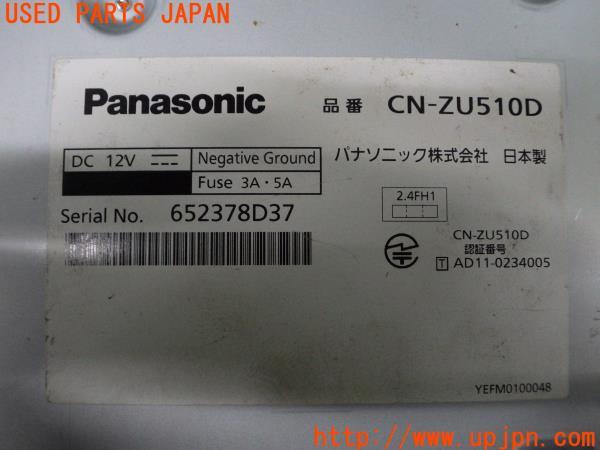 USED PARTS JAPAN
Panasonic 品番 CN-ZU510D
DC 12V Negative Ground
Fuse 3A・5A
パナソニック株式会社 日本製
Serial No. 652378D37
2.4FH1
CN-ZU510D
認証番号
T AD11-0234005
YEFM0100048
http://www.upjpn.com